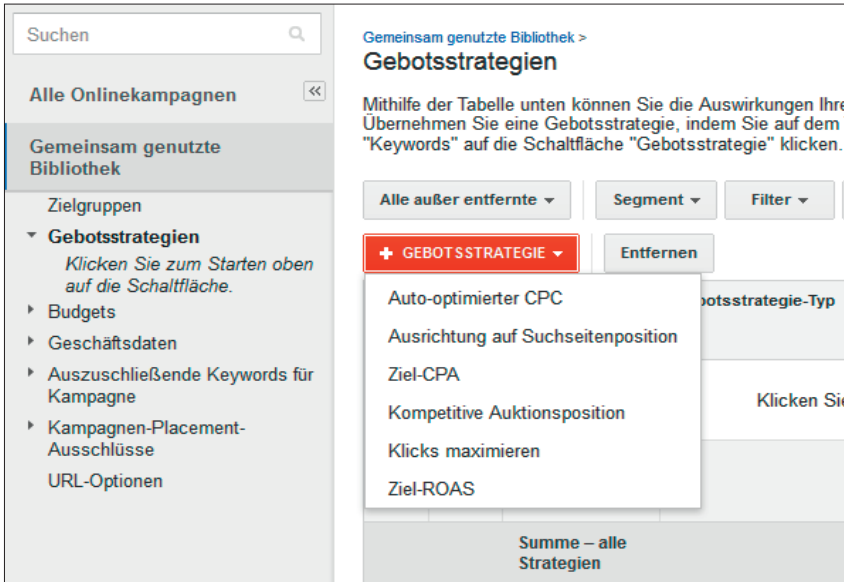 Suchen
Alle Onlinekampagnen
Gemeinsam genutzte
Bibliothek
Zielgruppen
Gebotsstrategien
Klicken Sie zum Starten oben
auf die Schaltfläche.
Budgets
Geschäftsdaten
Auszuschließende Keywords für
Kampagne
Kampagnen-Placement-
Ausschlüsse
URL-Optionen
Gemeinsam genutzte Bibliothek >
Gebotsstrategien
Mithilfe der Tabelle unten können Sie die Auswirkungen Ihre
Übernehmen Sie eine Gebotsstrategie, indem Sie auf dem
"Keywords" auf die Schaltfläche "Gebotsstrategie" klicken.
Alle außer entfernte Segment Filter
+ GEBOTSSTRATEGIE Entfernen
Auto-optimierter CPC
Ausrichtung auf Suchseitenposition
Ziel-CPA
Kompetitive Auktionsposition
Klicks maximieren
Ziel-ROAS
botsstrategie-Typ
Klicken Sie
Summe – alle
Strategien